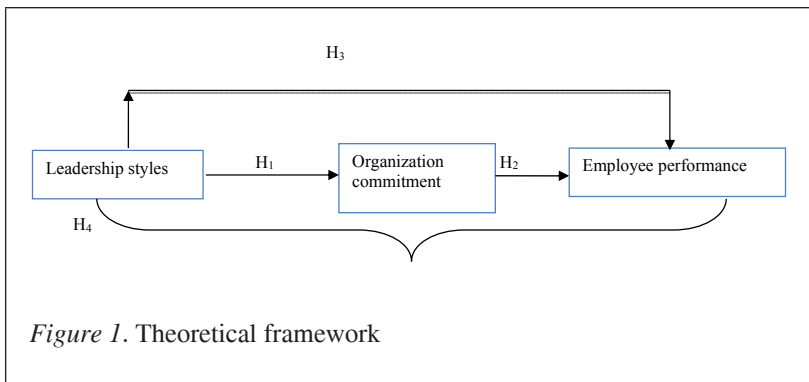 H3
Leadership styles
H1
Organization
commitment
H2
Employee performance
H4
Figure 1. Theoretical framework